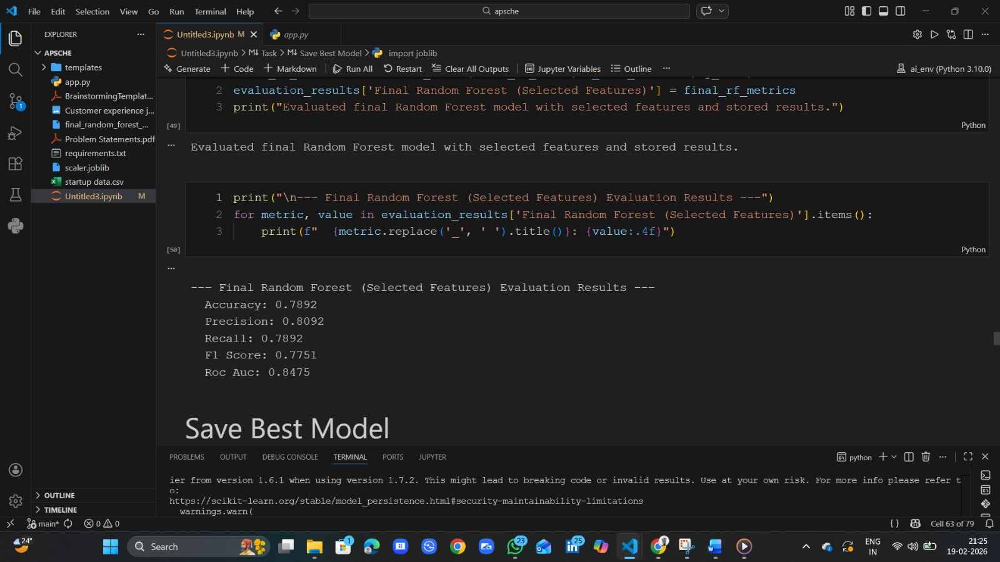 File Edit Selection View Go Run Terminal Help
apsche
EXPLORER
APSCHE
templates
app.py
BrainstormingTemplat...
Customer experience j...
final_random_forest_...
Problem Statements.pdf
requirements.txt
scaler.joblib
startup data.csv
Untitled3.ipynb M
OUTLINE
TIMELINE
Untitled3.ipynb M
app.py
Untitled3.ipynb > M↓ Task > M↓ Save Best Model > import joblib
Generate + Code + Markdown Run All Restart Clear All Outputs Jupyter Variables Outline ...
ai_env (Python 3.10.0)
2 evaluation_results['Final Random Forest (Selected Features)'] = final_rf_metrics
3 print("Evaluated final Random Forest model with selected features and stored results.")
[49]
Python
Evaluated final Random Forest model with selected features and stored results.
1 print("\n--- Final Random Forest (Selected Features) Evaluation Results ---")
2 for metric, value in evaluation_results['Final Random Forest (Selected Features)'].items():
3 print(f"  {metric.replace('_', ' ').title()}: {value:.4f}")
[50]
Python
--- Final Random Forest (Selected Features) Evaluation Results ---
Accuracy: 0.7892
Precision: 0.8092
Recall: 0.7892
F1 Score: 0.7751
Roc Auc: 0.8475
Save Best Model
PROBLEMS OUTPUT DEBUG CONSOLE TERMINAL PORTS JUPYTER
python
ier from version 1.6.1 when using version 1.7.2. This might lead to breaking code or invalid results. Use at your own risk. For more info please refer t
o:
https://scikit-learn.org/stable/model_persistence.html#security-maintainability-limitations
warnings.warn(
main* 0 0
Cell 63 of 79
24°
Search
1
23
25
ENG
IN
21:25
19-02-2026